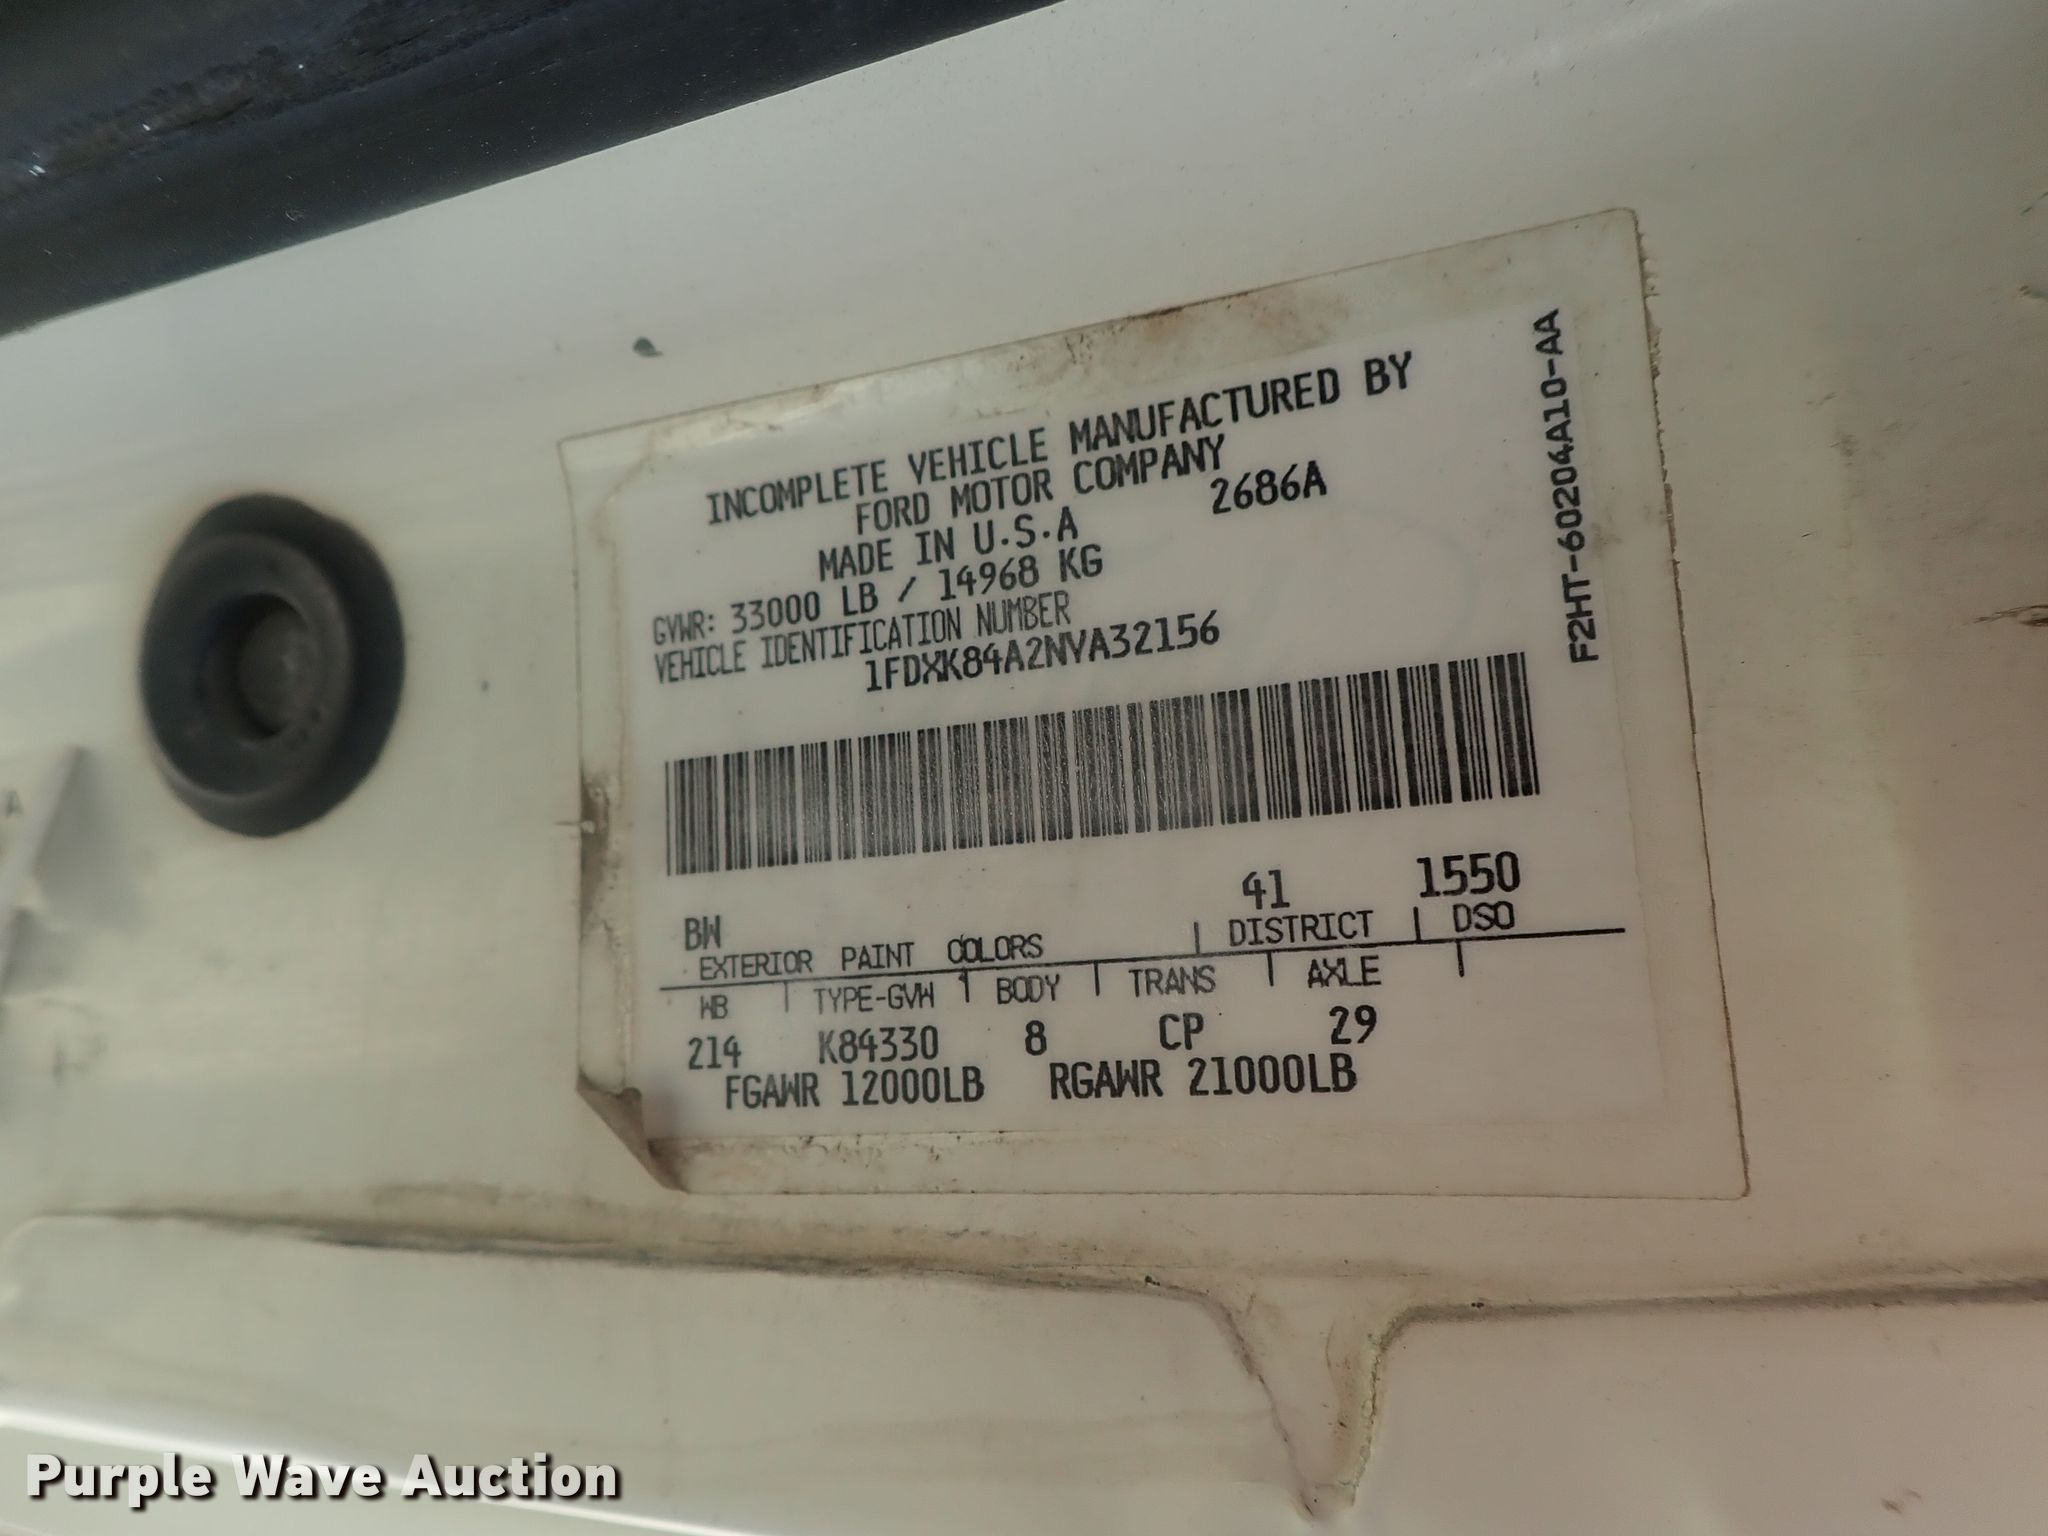 INCOMPLETE VEHICLE MANUFACTURED BY
FORD MOTOR COMPANY
MADE IN U.S.A 2686A
GVWR: 33000 LB / 14968 KG
VEHICLE IDENTIFICATION NUMBER
1FDXK84A2NVA32156
F2HT-60204A10-AA
BW 41 1550
EXTERIOR PAINT COLORS DISTRICT DSO
WB TYPE-GVW BODY TRANS AXLE
214 K84330 8 CP 29
FGAWR 12000LB RGAWR 21000LB
A
Purple Wave Auction